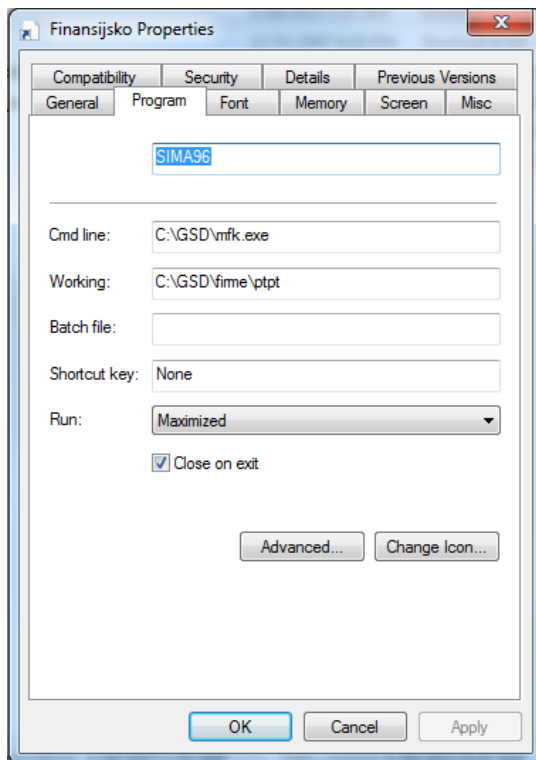 Finansijsko Properties
Compatibility Security Details Previous Versions
General Program Font Memory Screen Misc
SIMA96
Cmd line: C:\GSD\mfk.exe
Working: C:\GSD\firme\ptpt
Batch file:
Shortcut key: None
Run: Maximized
Close on exit
Advanced... Change Icon...
OK Cancel Apply